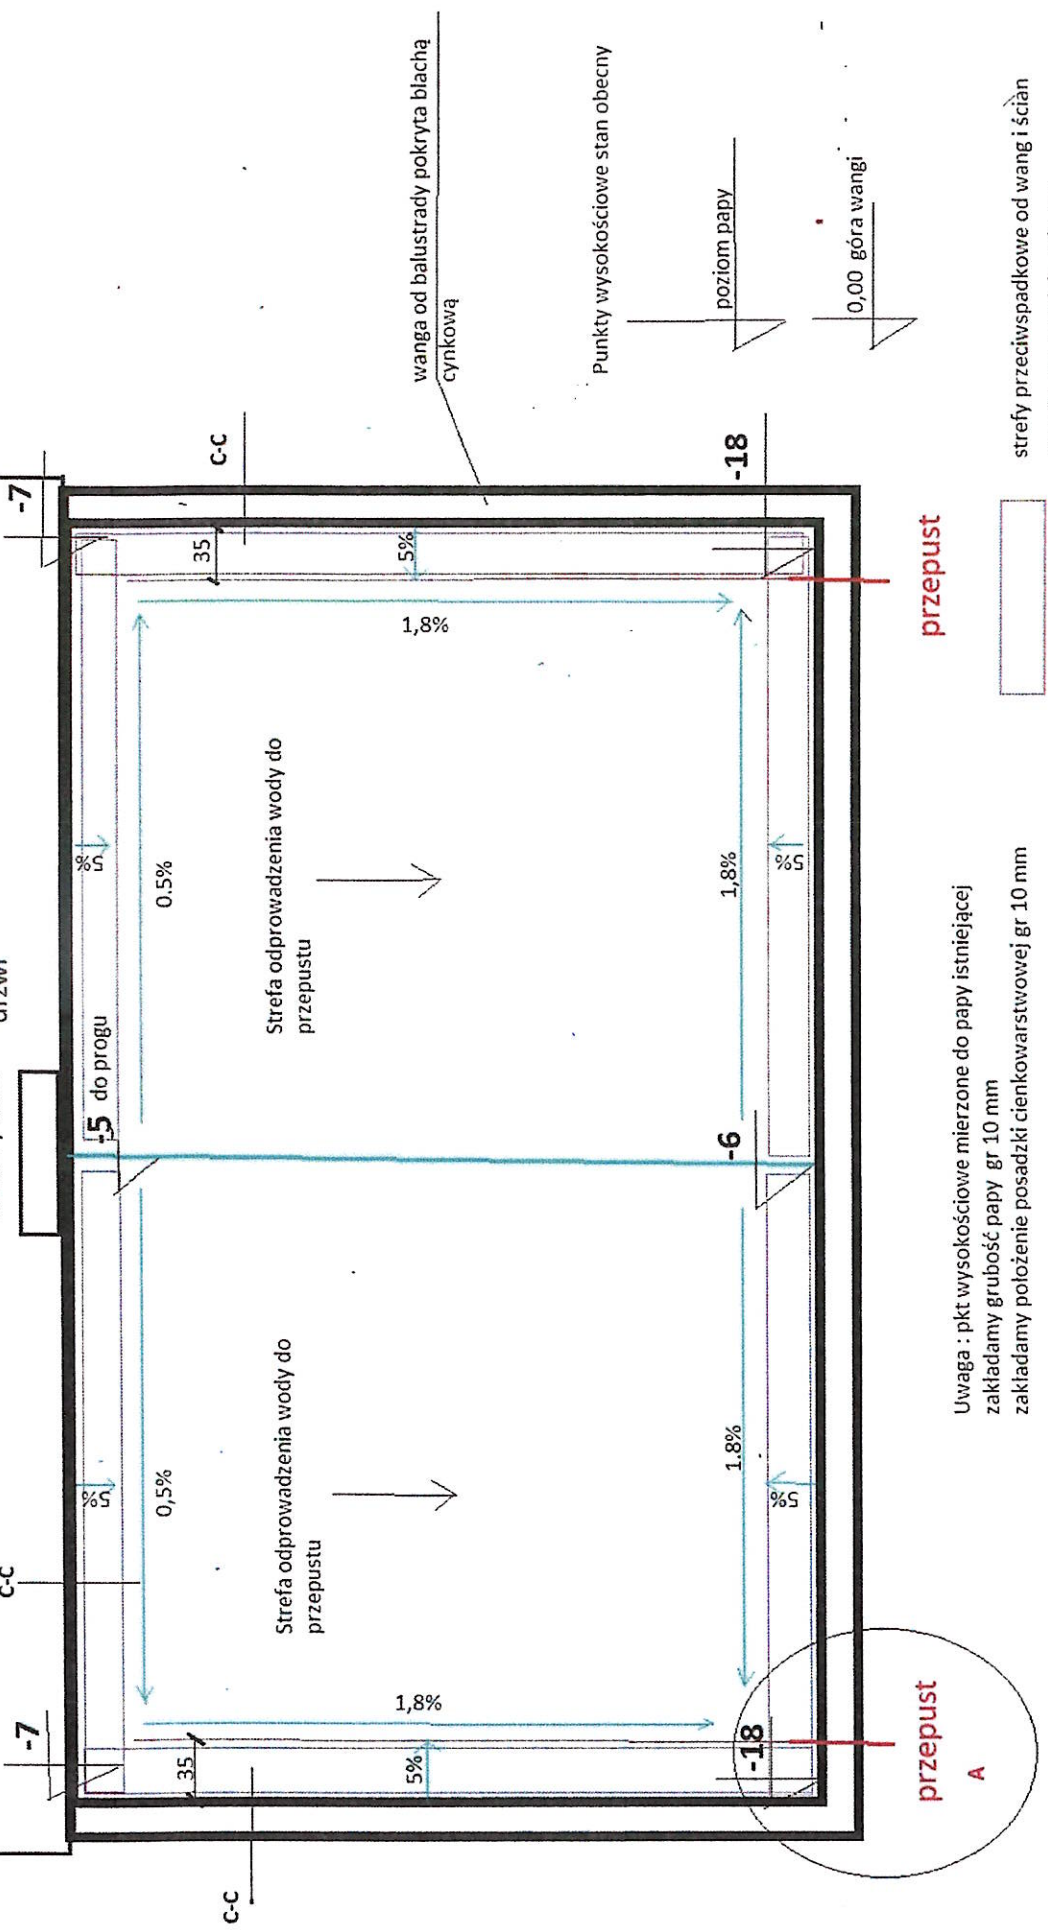 drzwi
C-C
-7
-7
-5 do progu
5%
5%
0,5%
0.5%
35
35
C-C
C-C
Strefa odprowadzenia wody do
przepustu
Strefa odprowadzenia wody do
przepustu
5%
5%
1,8%
1,8%
1.8%
1,8%
-6
-18
-18
5%
5%
przepust
A
przepust
wanga od balustrady pokryta blachą
cynkową
Punkty wysokościowe stan obecny
poziom papy
0,00 góra wangi
strefy przeciwspadkowe od wang i ścian
Uwaga : pkt wysokościowe mierzone do papy istniejącej
zakładamy grubość papy gr 10 mm
zakładamy położenie posadzki cienkowarstwowej gr 10 mm